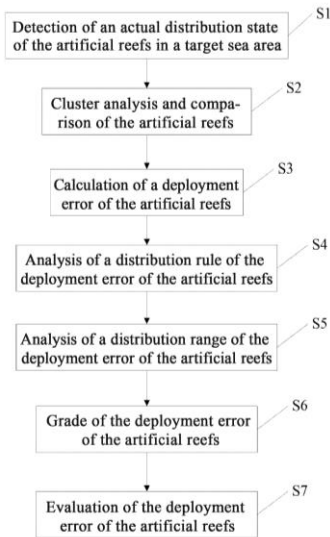 S1
Detection of an actual distribution state
of the artificial reefs in a target sea area
S2
Cluster analysis and compa-
rison of the artificial reefs
S3
Calculation of a deployment
error of the artificial reefs
S4
Analysis of a distribution rule of the
deployment error of the artificial reefs
S5
Analysis of a distribution range of the
deployment error of the artificial reefs
S6
Grade of the deployment error
of the artificial reefs
S7
Evaluation of the deployment
error of the artificial reefs